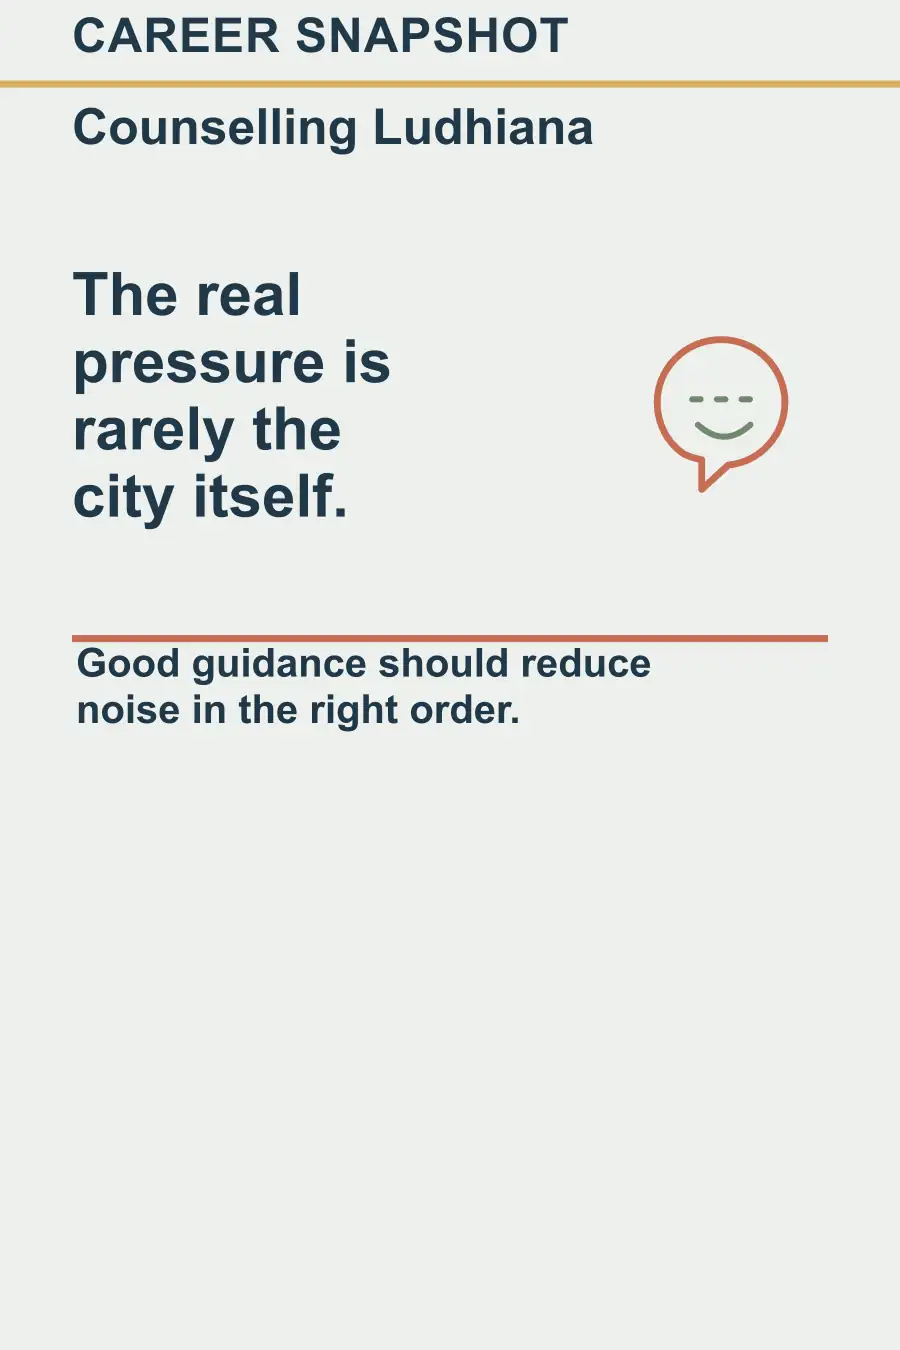 CAREER SNAPSHOT
Counselling Ludhiana
The real
pressure is
rarely the
city itself.
Good guidance should reduce
noise in the right order.